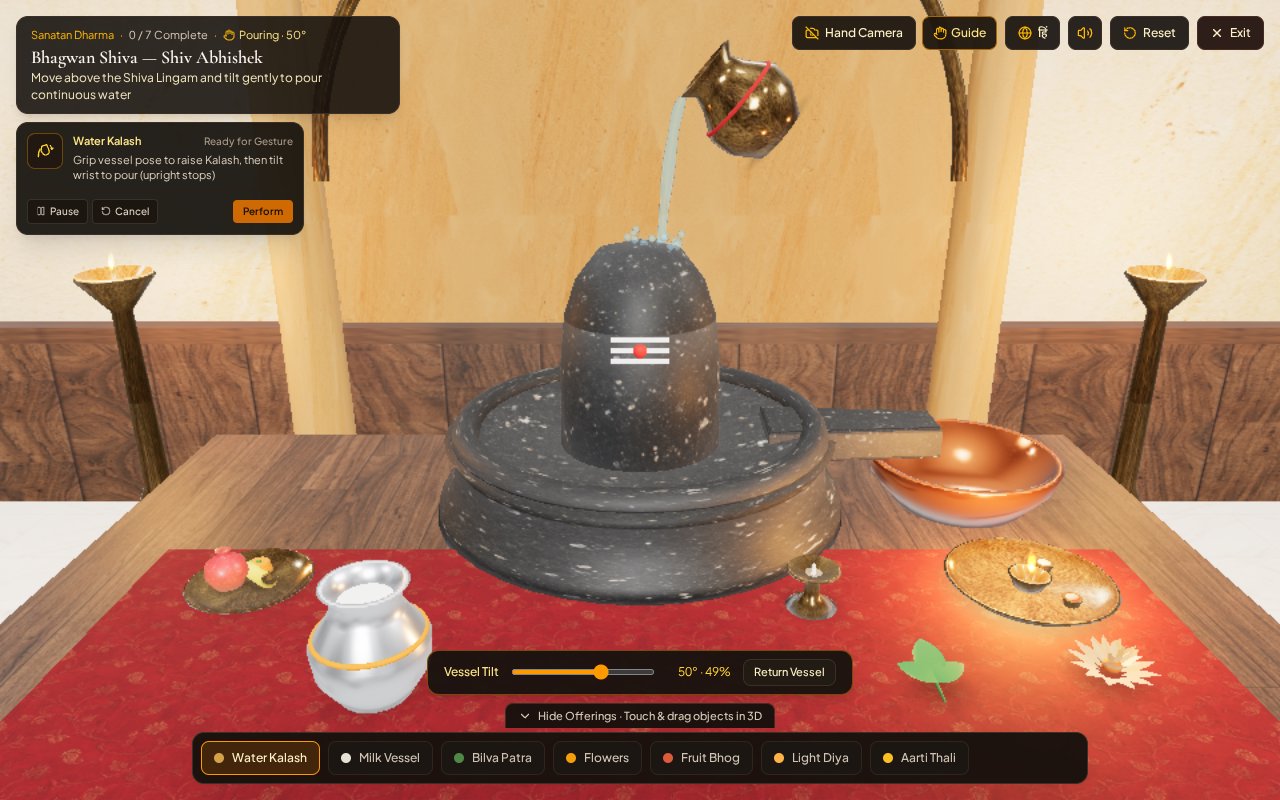 Sanatan Dharma · 0 / 7 Complete · Pouring · 50°
Bhagwan Shiva — Shiv Abhishek
Move above the Shiva Lingam and tilt gently to pour
continuous water
Hand Camera
Guide
हिं
Reset
Exit
Water Kalash
Ready for Gesture
Grip vessel pose to raise Kalash, then tilt
wrist to pour (upright stops)
Pause
Cancel
Perform
Vessel Tilt
50° · 49%
Return Vessel
Hide Offerings · Touch & drag objects in 3D
Water Kalash
Milk Vessel
Bilva Patra
Flowers
Fruit Bhog
Light Diya
Aarti Thali